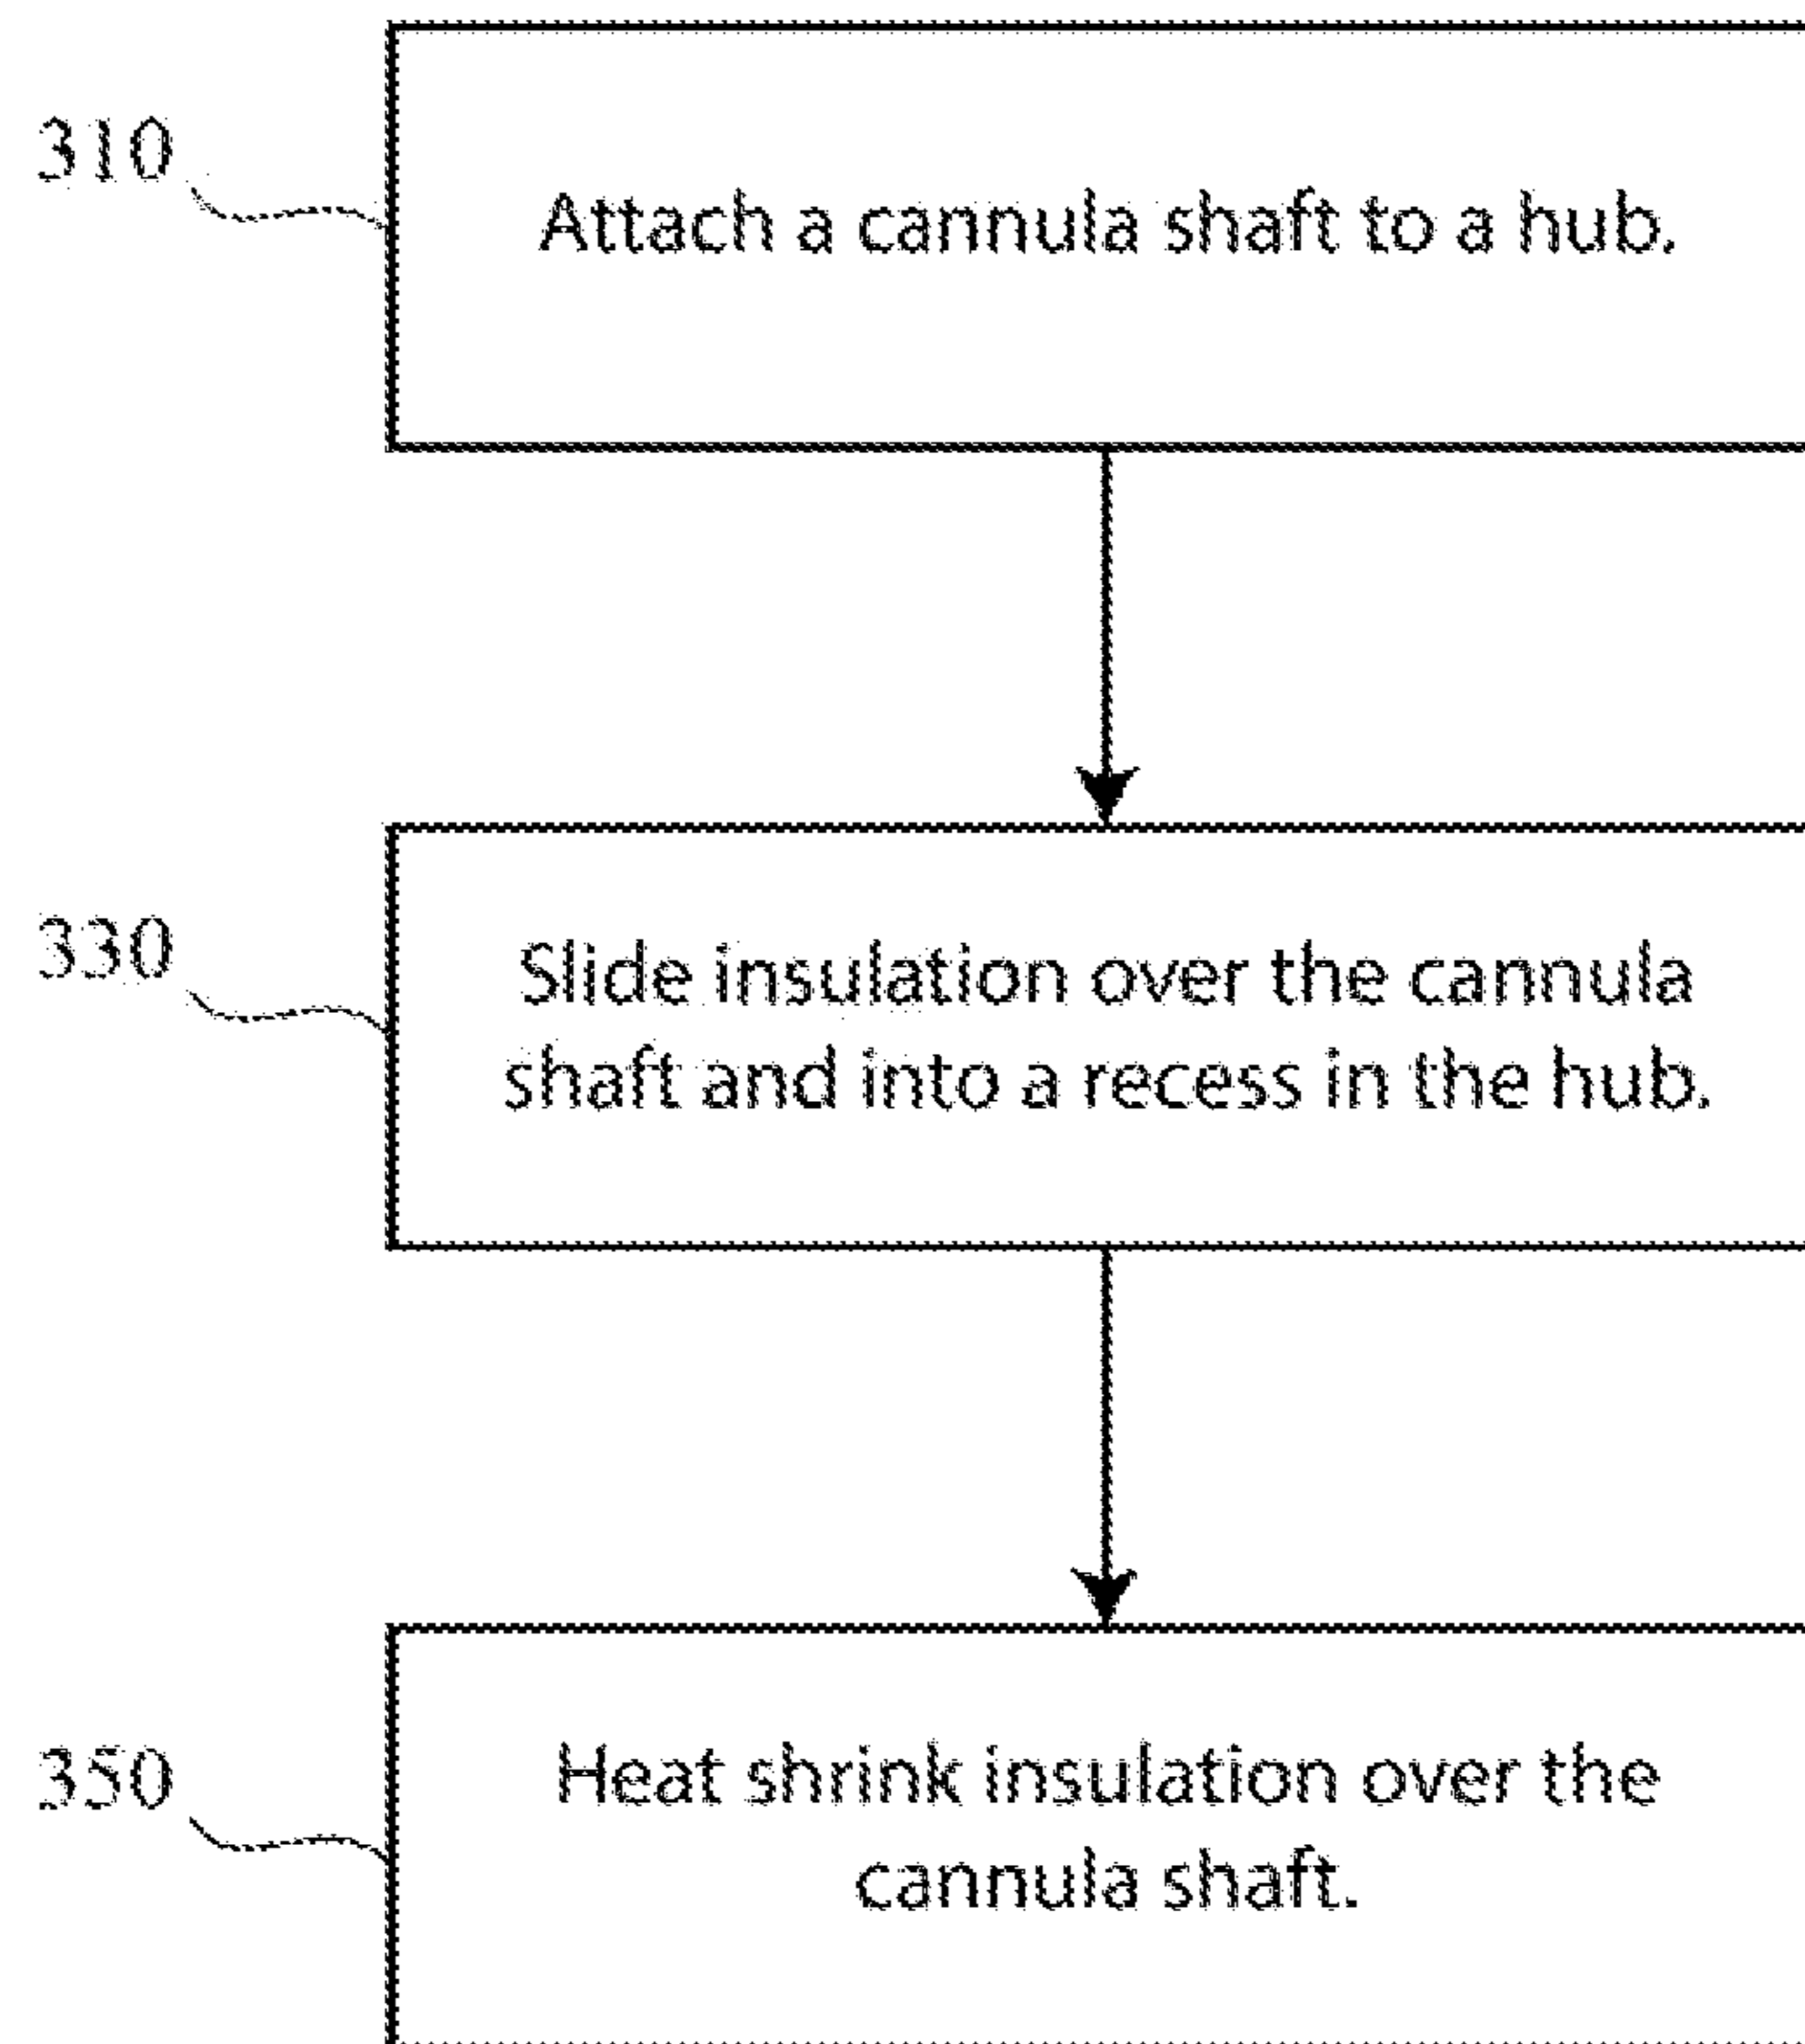 310
Attach a cannula shaft to a hub.
330
Slide insulation over the cannula
shaft and into a recess in the hub.
350
Heat shrink insulation over the
cannula shaft.